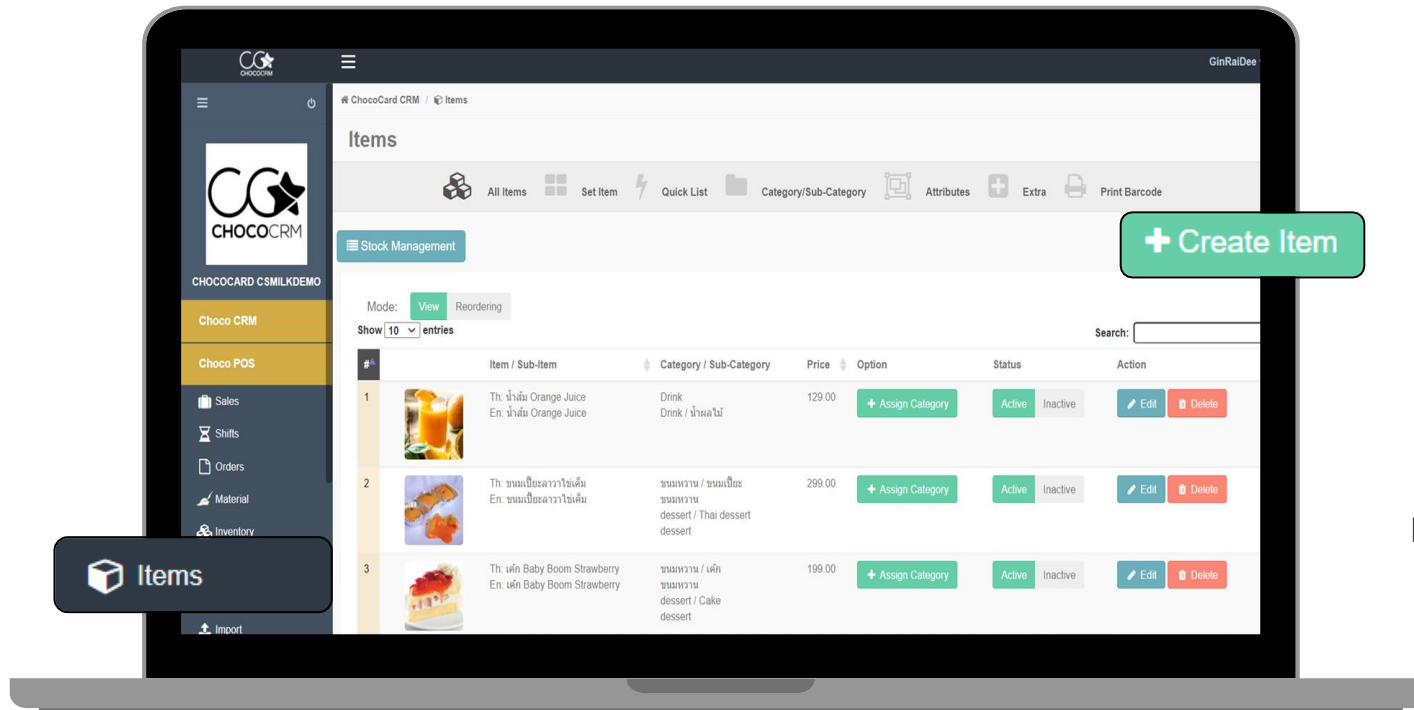 CHOCOCRM
GinRaiDee
ChocoCard CRM / Items
Items
CHOCOCRM
All Items Set Item Quick List Category/Sub-Category Attributes Extra Print Barcode
Stock Management
+ Create Item
CHOCOCARD CSMILKDEMO
Choco CRM
Choco POS
Sales
Shifts
Orders
Material
Inventory
Items
Import
Mode: View Reordering
Show 10 entries
Search:
# Item / Sub-Item Category / Sub-Category Price Option Status Action
1 Th: น้ำส้ม Orange Juice Drink 129.00 + Assign Category Active Inactive Edit Delete
En: น้ำส้ม Orange Juice Drink / น้ำผลไม้
2 Th: ขนมเปี๊ยะลาวาไข่เค็ม ขนมหวาน / ขนมเปี๊ยะ 299.00 + Assign Category Active Inactive Edit Delete
En: ขนมเปี๊ยะลาวาไข่เค็ม ขนมหวาน
dessert / Thai dessert
dessert
3 Th: เค้ก Baby Boom Strawberry ขนมหวาน / เค้ก 199.00 + Assign Category Active Inactive Edit Delete
En: เค้ก Baby Boom Strawberry ขนมหวาน
dessert / Cake
dessert